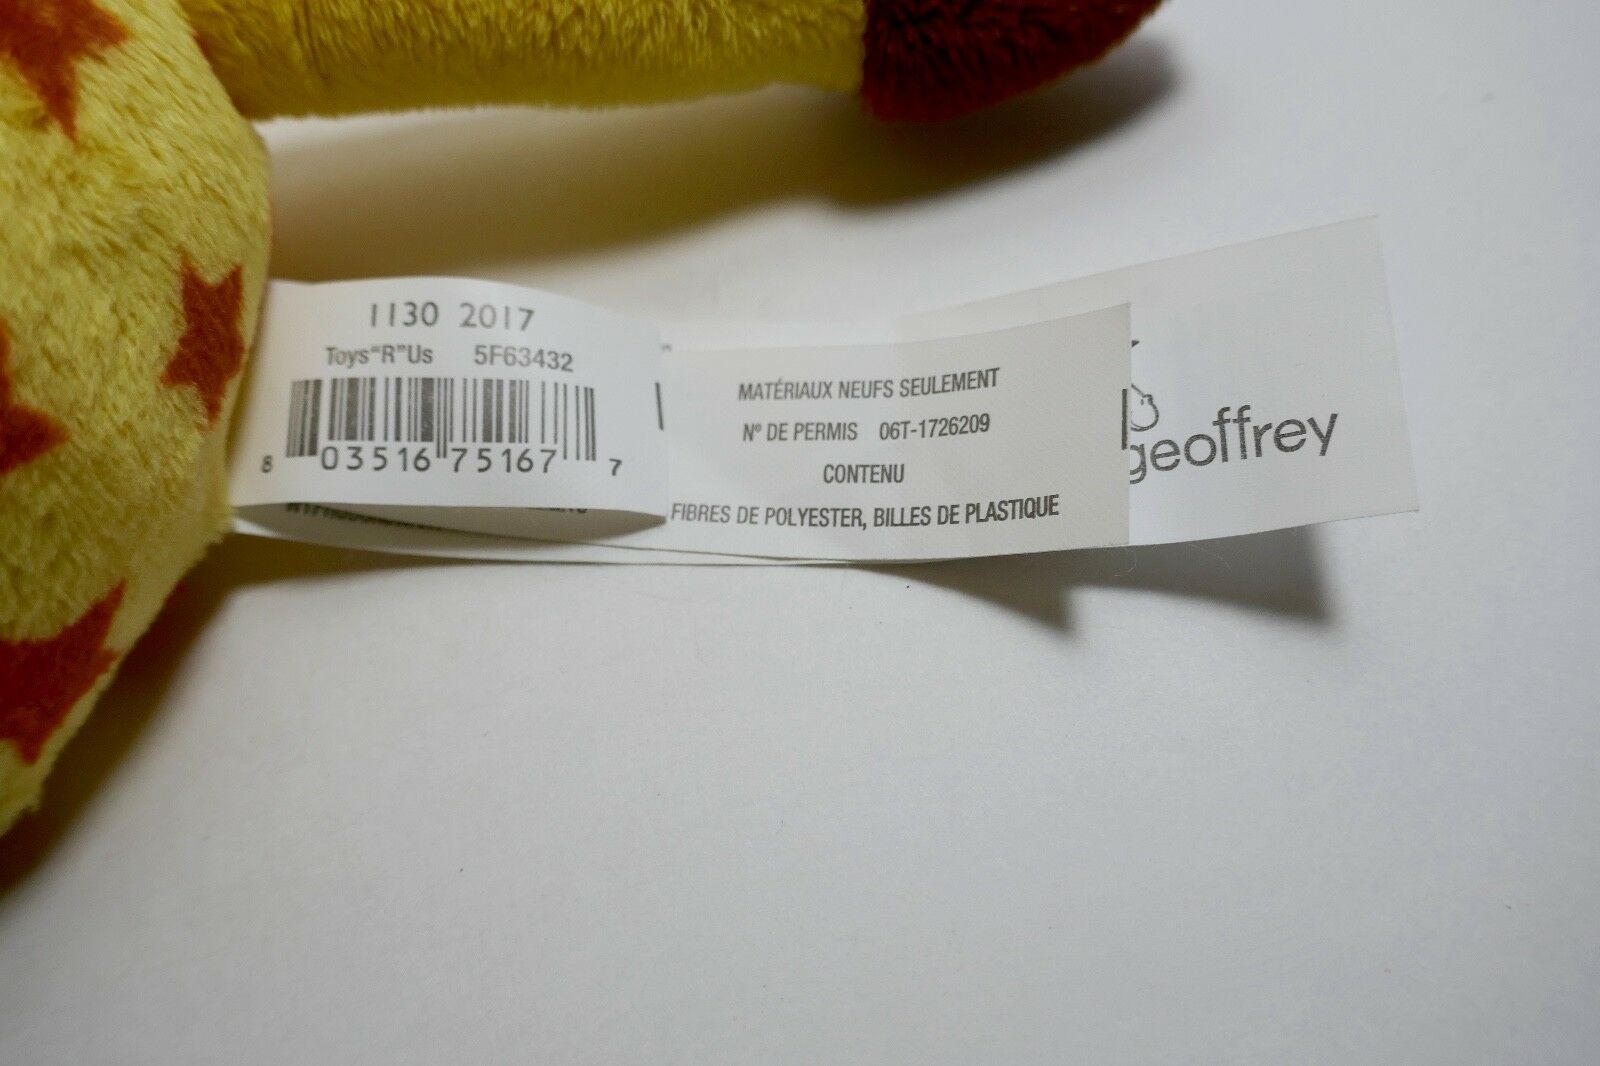 1130 2017
Toys"R"Us 5F63432
8 03516 75167 7
MATÉRIAUX NEUFS SEULEMENT
Nº DE PERMIS 06T-1726209
CONTENU
FIBRES DE POLYESTER, BILLES DE PLASTIQUE
geoffrey